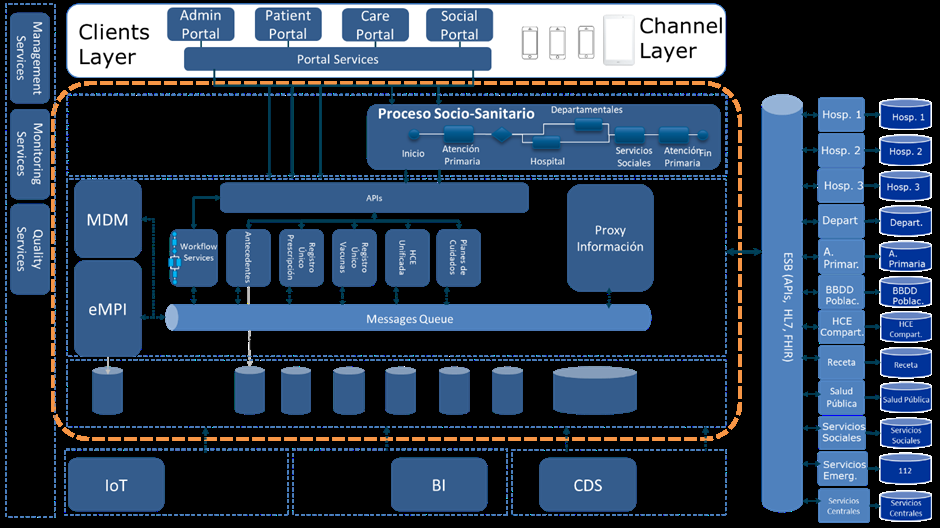 Management
Services
Monitoring
Services
Quality
Services
Clients
Layer
Admin
Portal
Patient
Portal
Care
Portal
Social
Portal
Portal Services
Channel
Layer
Proceso Socio-Sanitario
Departamentales
Inicio
Atención
Primaria
Hospital
Servicios
Sociales
Atención
Primaria
Fin
MDM
eMPI
APIs
Workflow
Services
Antecedentes
Registro
Único
Prescripción
Registro
Único
Vacunas
HCE
Unificada
Planes de
Cuidados
Proxy
Información
Messages Queue
IoT
BI
CDS
ESB (APIs, HL7, FHIR)
Hosp. 1
Hosp. 1
Hosp. 2
Hosp. 2
Hosp. 3
Hosp. 3
Depart
Depart.
A.
Primar.
A.
Primaria
BBDD
Poblac.
BBDD
Poblac.
HCE
Compart.
HCE
Compart.
Receta
Receta
Salud
Pública
Salud Pública
Servicios
Sociales
Servicios
Sociales
Servicios
Emerg.
112
Servicios
Centrales
Servicios
Centrales